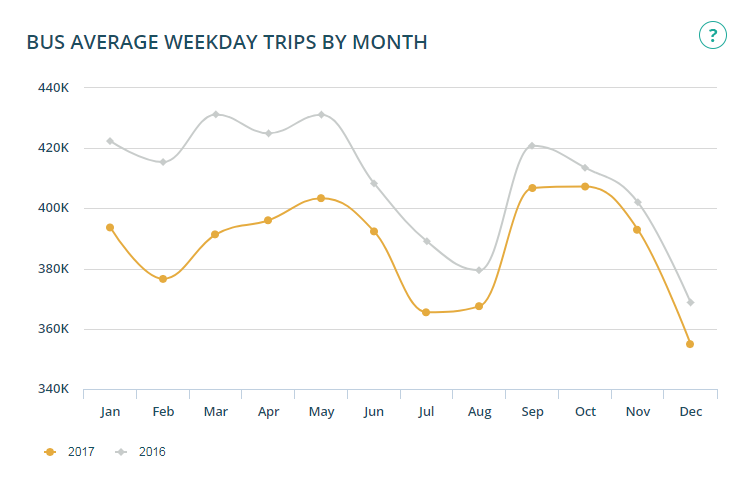 BUS AVERAGE WEEKDAY TRIPS BY MONTH
?
440K
420K
400K
380K
360K
340K
Jan Feb Mar Apr May Jun Jul Aug Sep Oct Nov Dec
2017 2016